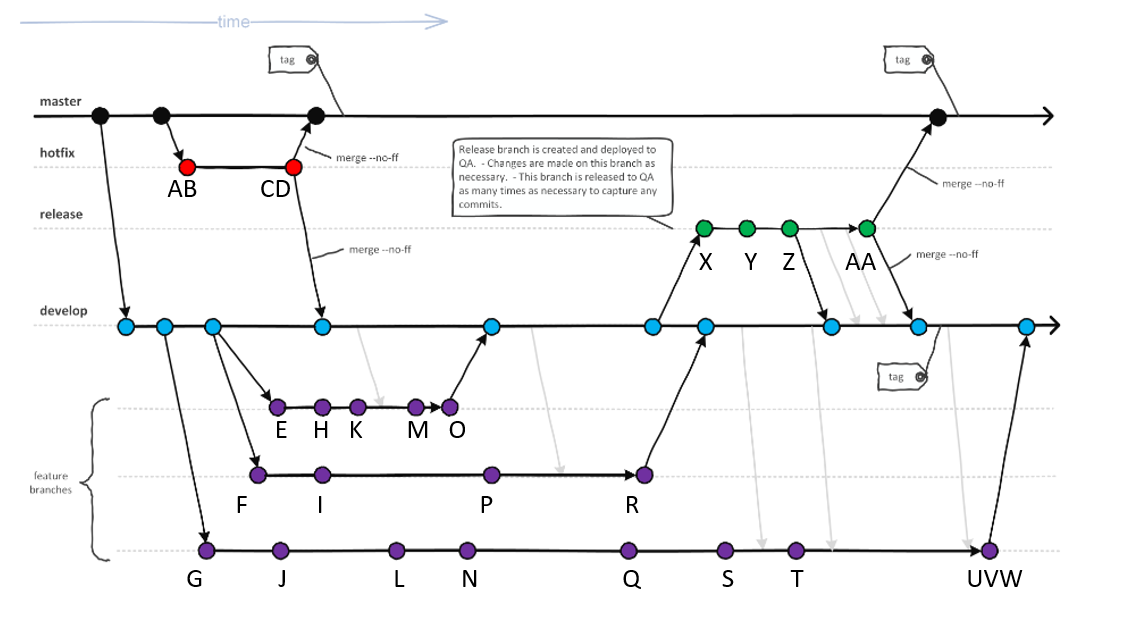 time
tag
tag
master
hotfix
merge --no-ff
AB
CD
Release branch is created and deployed to
QA.  - Changes are made on this branch as
necessary.  - This branch is released to QA
as many times as necessary to capture any
commits.
merge --no-ff
release
merge --no-ff
X
Y
Z
AA
merge --no-ff
develop
tag
E
H
K
M
O
feature
branches
F
I
P
R
G
J
L
N
Q
S
T
UVW